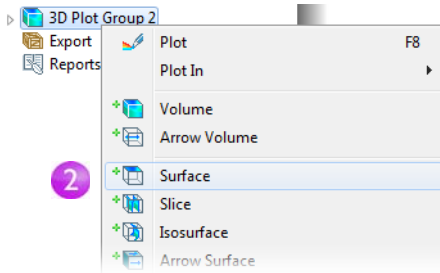 3D Plot Group 2
Export
Reports
Plot F8
Plot In
Volume
Arrow Volume
2
Surface
Slice
Isosurface
Arrow Surface